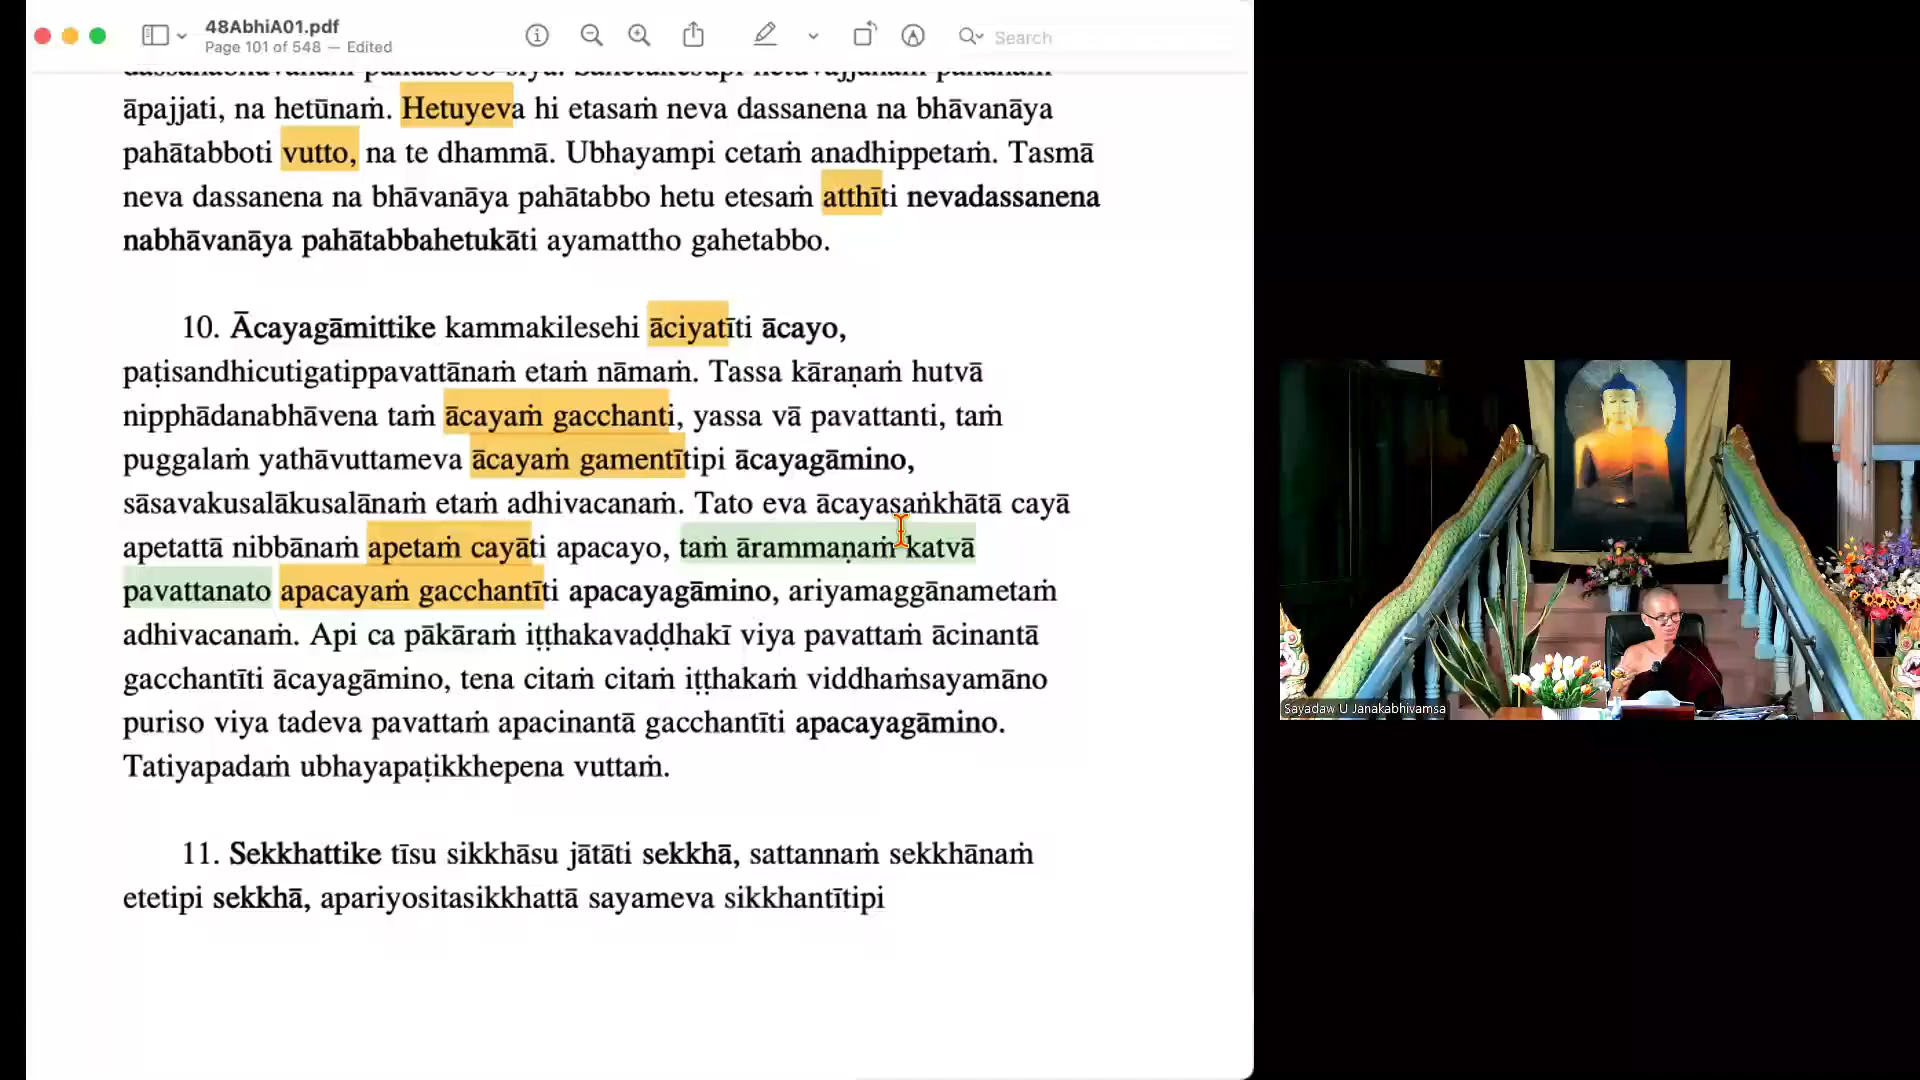 48AbhiA01.pdf
Page 101 of 548 — Edited
Search
āpajjati, na hetūnaṁ. Hetuyeva hi etasaṁ neva dassanena na bhāvanāya
pahātabboti vutto, na te dhammā. Ubhayampi cetaṁ anadhippetaṁ. Tasmā
neva dassanena na bhāvanāya pahātabbo hetu etesaṁ atthīti nevadassanena
nabhāvanāya pahātabbahetukāti ayamattho gahetabbo.
10. Ācayagāmittike kammakilesehi āciyatīti ācayo,
paṭisandhicutigatippavattānaṁ etaṁ nāmaṁ. Tassa kāraṇaṁ hutvā
nipphādanabhāvena taṁ ācayaṁ gacchanti, yassa vā pavattanti, taṁ
puggalaṁ yathāvuttameva ācayaṁ gamentītipi ācayagāmino,
sāsavakusalākusalānaṁ etaṁ adhivacanaṁ. Tato eva ācayasaṅkhātā cayā
apetattā nibbānaṁ apetaṁ cayāti apacayo, taṁ ārammaṇaṁ katvā
pavattanato apacayaṁ gacchantīti apacayagāmino, ariyamaggānametaṁ
adhivacanaṁ. Api ca pākāraṁ iṭṭhakavaḍḍhakī viya pavattaṁ ācinantā
gacchantīti ācayagāmino, tena citaṁ citaṁ iṭṭhakaṁ viddhaṁsayamāno
puriso viya tadeva pavattaṁ apacinantā gacchantīti apacayagāmino.
Tatiyapadaṁ ubhayapaṭikkhepena vuttaṁ.
11. Sekkhattike tīsu sikkhāsu jātāti sekkhā, sattannaṁ sekkhānaṁ
etetipi sekkhā, apariyositasikkhattā sayameva sikkhantītipi
Sayadaw U Janakabhivamsa